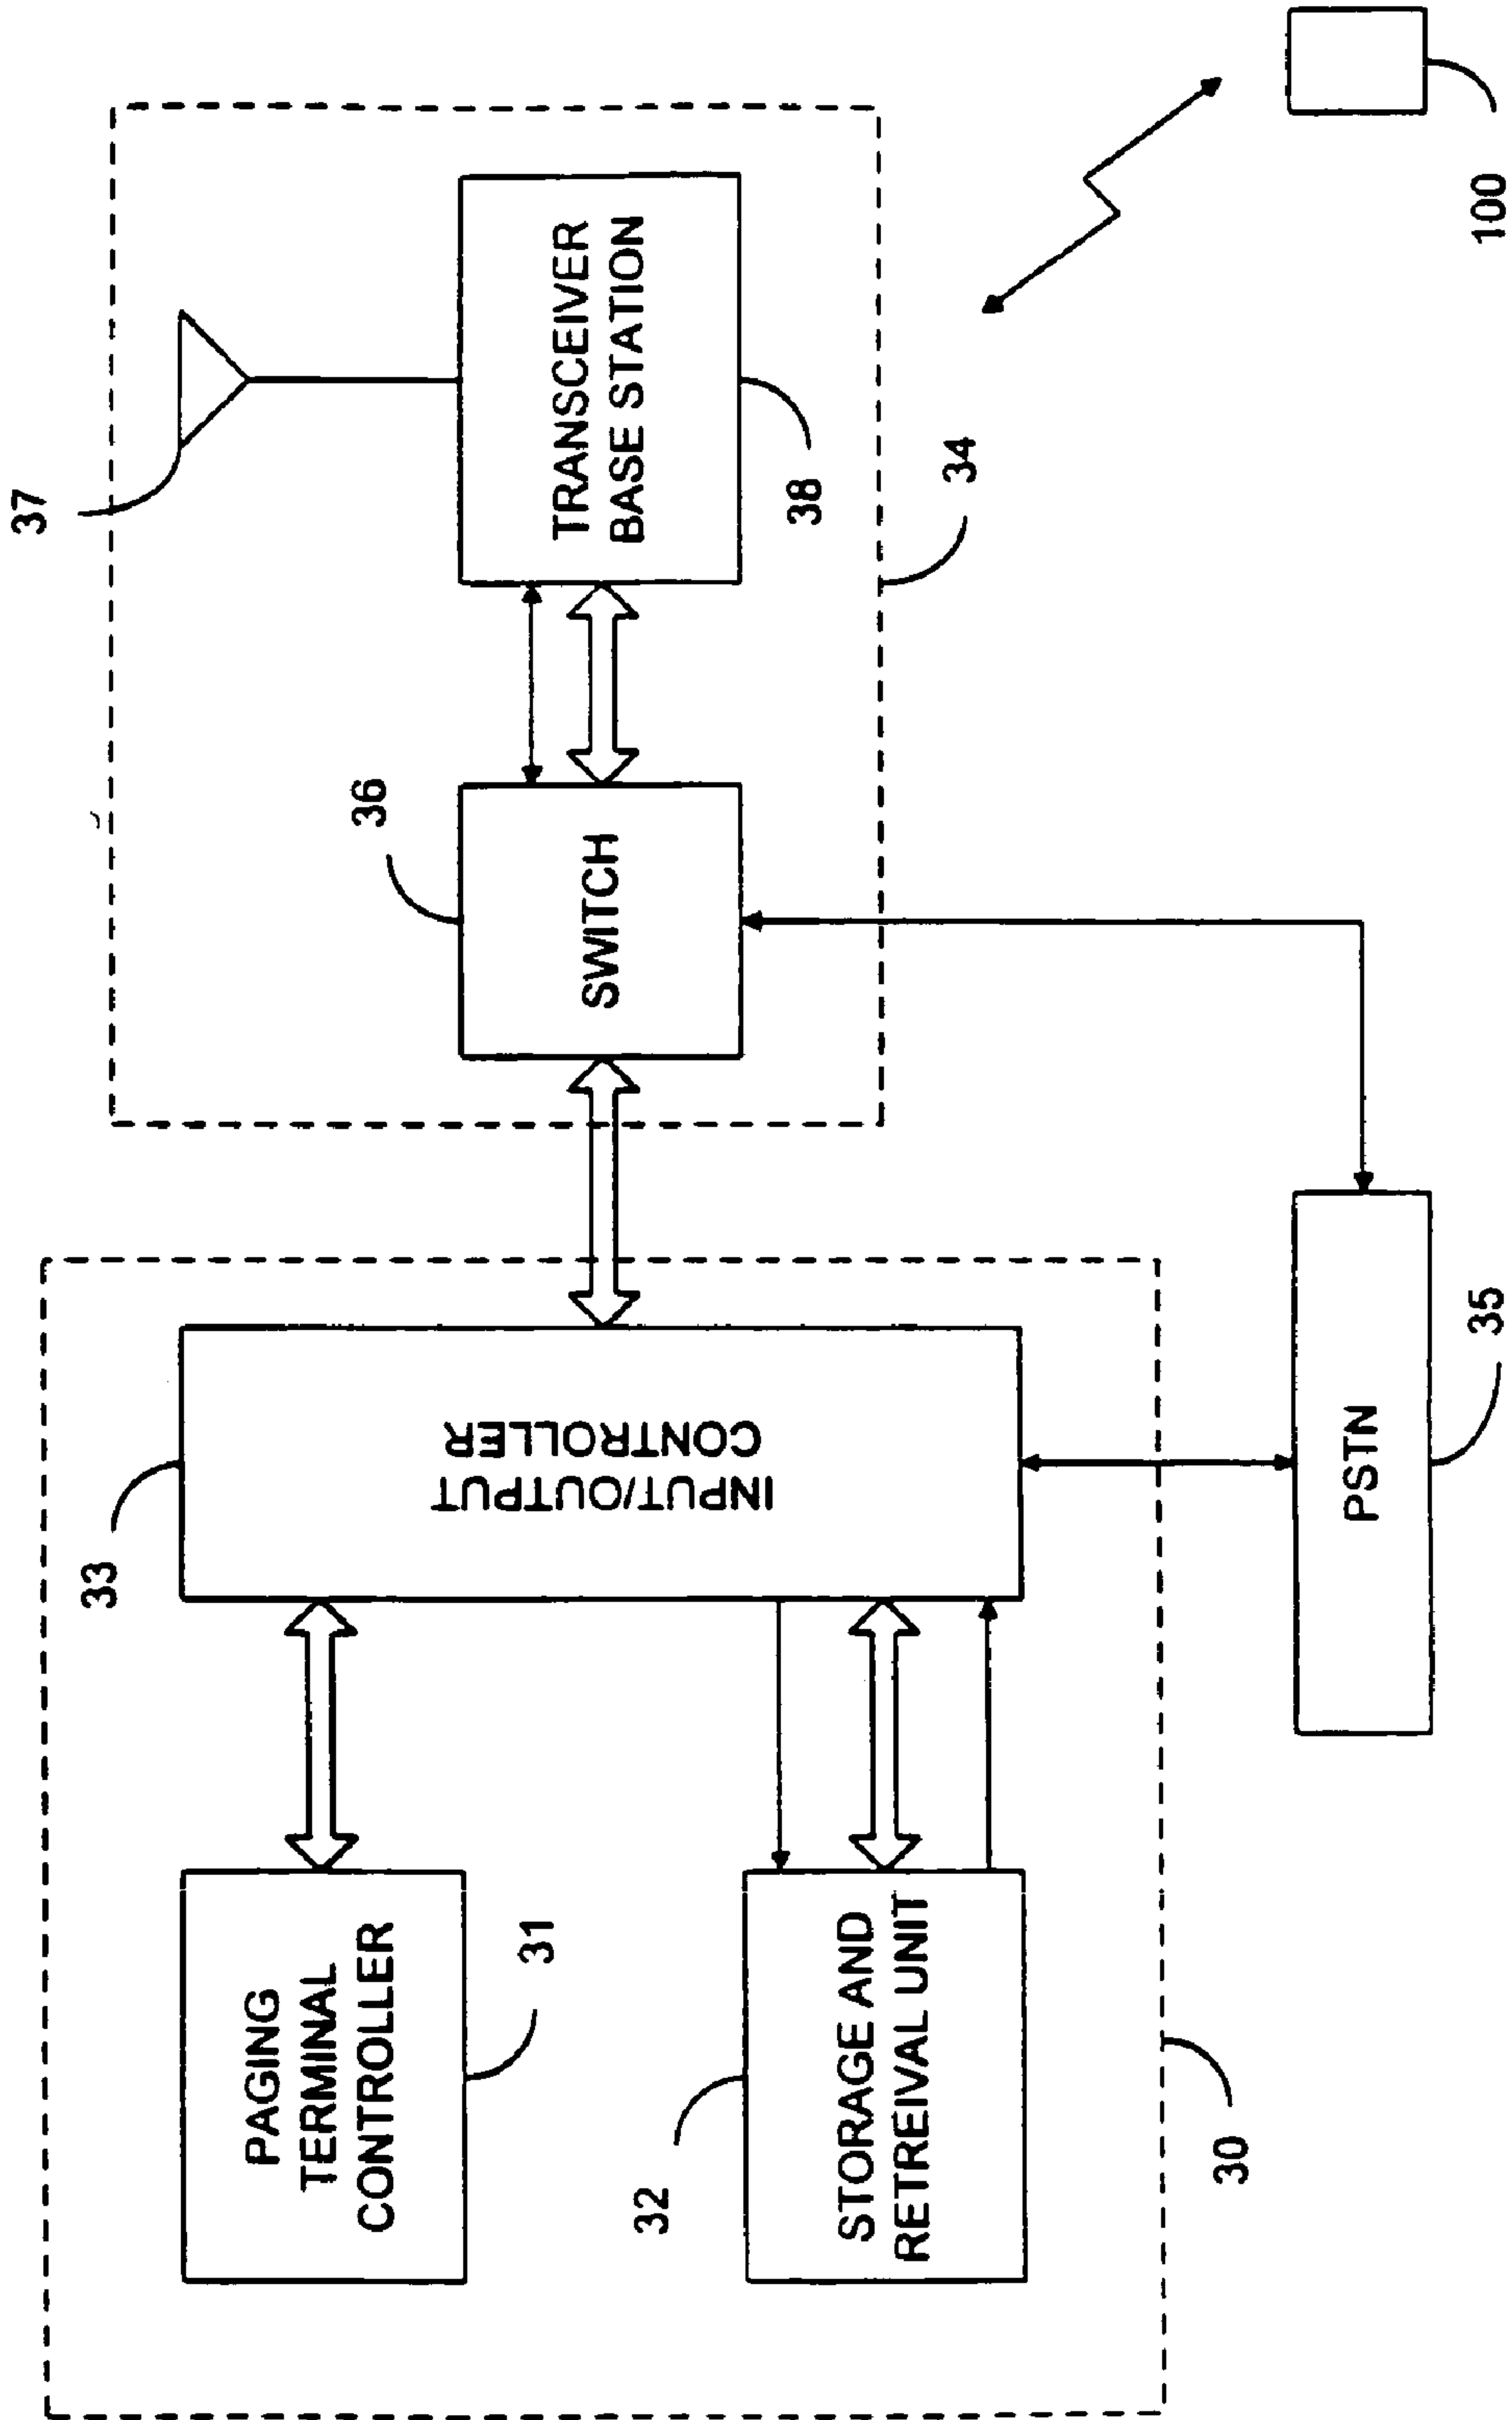 37
TRANSCEIVER
BASE STATION
38
34
36
SWITCH
100
33
INPUT/OUTPUT
CONTROLLER
PSTN
35
PAGING
TERMINAL
CONTROLLER
31
32
STORAGE AND
RETREIVAL UNIT
30